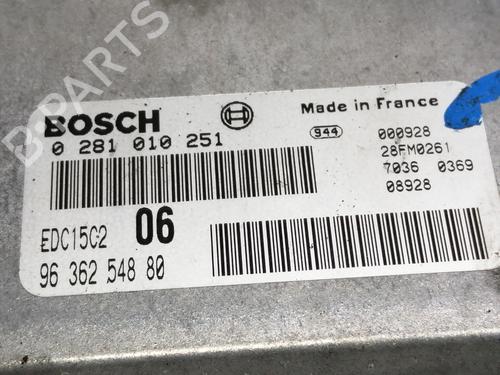 BOSCH
Made in France
0 281 010 251
944
000928
28FM0261
7036 0369
08928
EDC15C2 06
96 362 548 80
B-PARTS